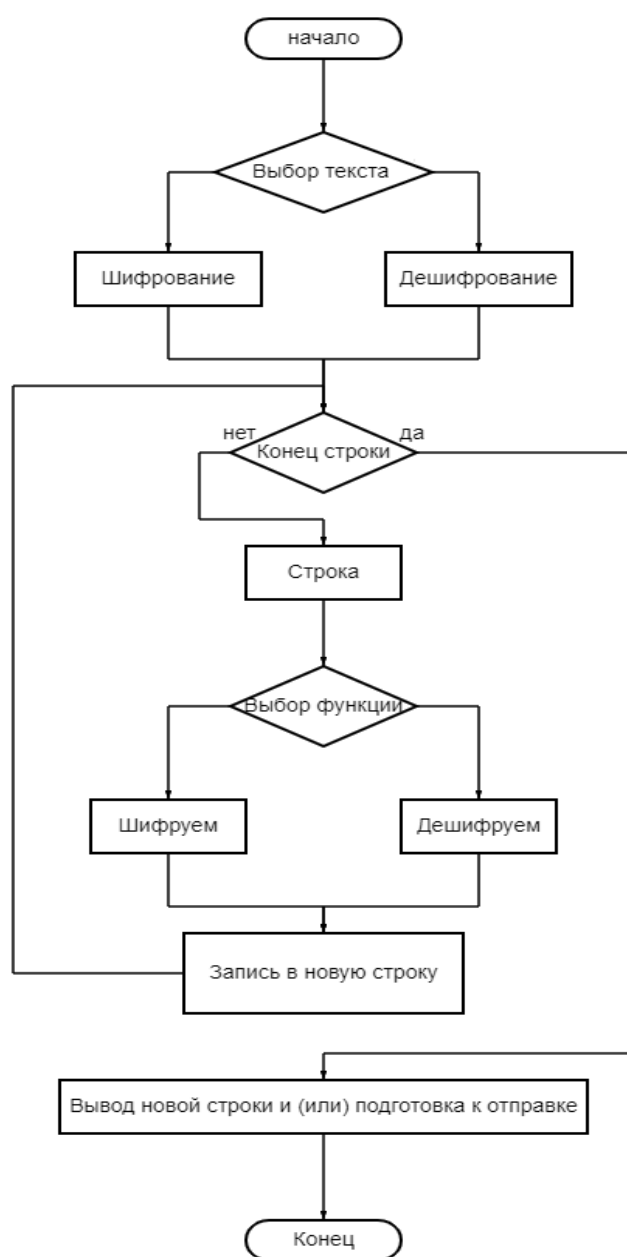 начало
Выбор текста
Шифрование
Дешифрование
нет
да
Конец строки
Строка
Выбор функции
Шифруем
Дешифруем
Запись в новую строку
Вывод новой строки и (или) подготовка к отправке
Конец